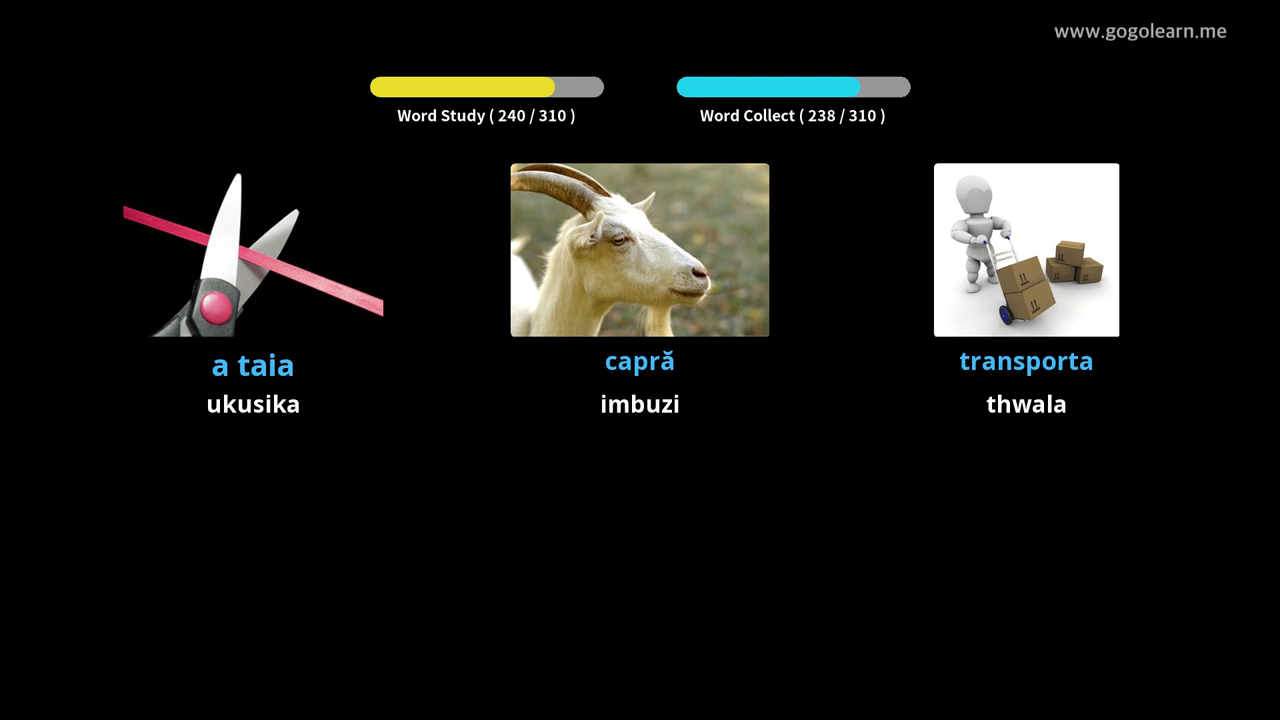 www.gogolearn.me
Word Study ( 240 / 310 )
Word Collect ( 238 / 310 )
a taia
ukusika
capră
imbuzi
transporta
thwala